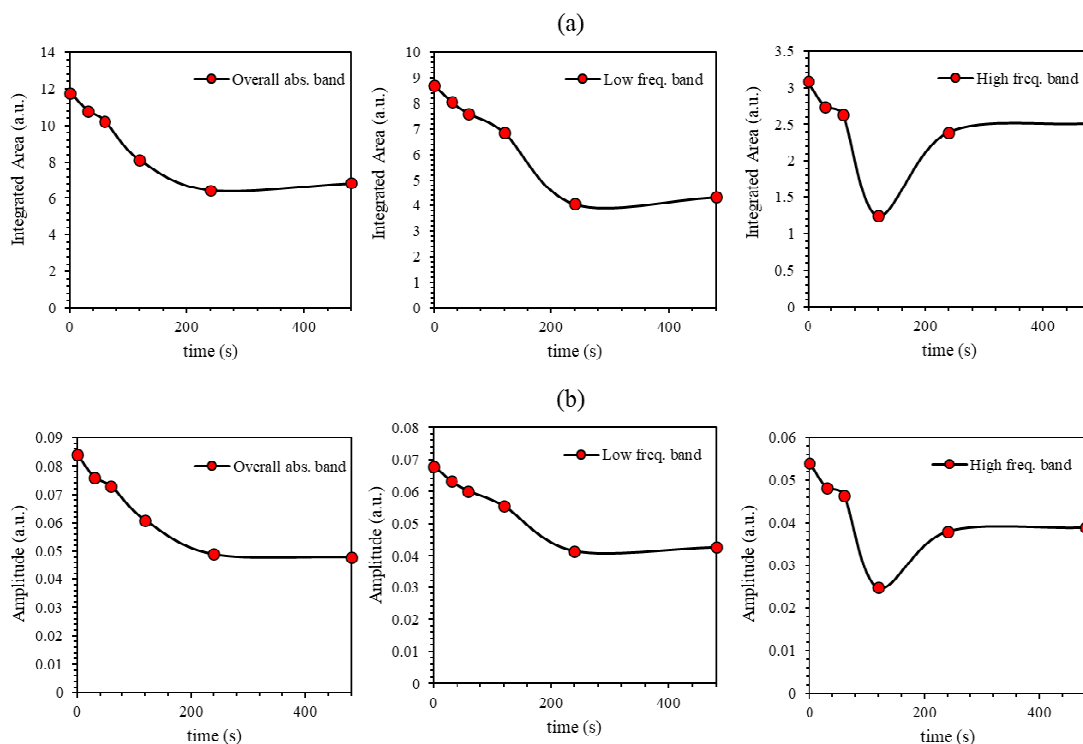 (a)
14
12
10
8
6
4
2
0
Integrated Area (a.u.)
Overall abs. band
0 200 400
time (s)
10
9
8
7
6
5
4
3
2
1
0
Integrated Area (a.u.)
Low freq. band
0 200 400
time (s)
3.5
3
2.5
2
1.5
1
0.5
0
Integrated Area (a.u.)
High freq. band
0 200 400
time (s)
(b)
0.09
0.08
0.07
0.06
0.05
0.04
0.03
0.02
0.01
0
Amplitude (a.u.)
Overall abs. band
0 200 400
time (s)
0.08
0.07
0.06
0.05
0.04
0.03
0.02
0.01
0
Amplitude (a.u.)
Low freq. band
0 200 400
time (s)
0.06
0.05
0.04
0.03
0.02
0.01
0
Amplitude (a.u.)
High freq. band
0 200 400
time (s)